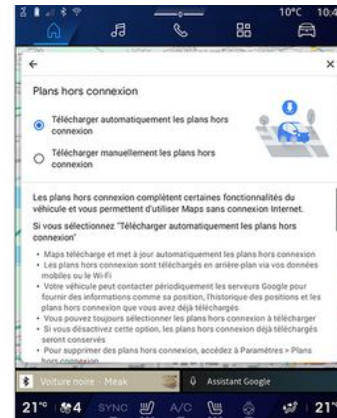 10°C 10:4
Plans hors connexion
Télécharger automatiquement les plans hors
connexion
Télécharger manuellement les plans hors
connexion
Les plans hors connexion complètent certaines fonctionnalités du
véhicule et vous permettent d'utiliser Maps sans connexion Internet.
Si vous sélectionnez "Télécharger automatiquement les plans hors
connexion"
• Maps télécharge et met à jour automatiquement les plans hors connexion
• Les plans hors connexion sont téléchargés en arrière-plan via vos données
mobiles ou le Wi-Fi
• Votre véhicule peut contacter périodiquement les serveurs Google pour
fournir des informations comme sa position, l'historique des positions et les
plans hors connexion que vous avez déjà téléchargés
• Vous pouvez toujours sélectionner les plans hors connexion à télécharger
• Si vous désactivez cette option, les plans hors connexion déjà téléchargés
seront conservés
• Pour supprimer des plans hors connexion, accédez à Paramètres > Plans
hors connexion
Voiture noire - Meak
Assistant Google
21° 4 SYNC A/C 21°